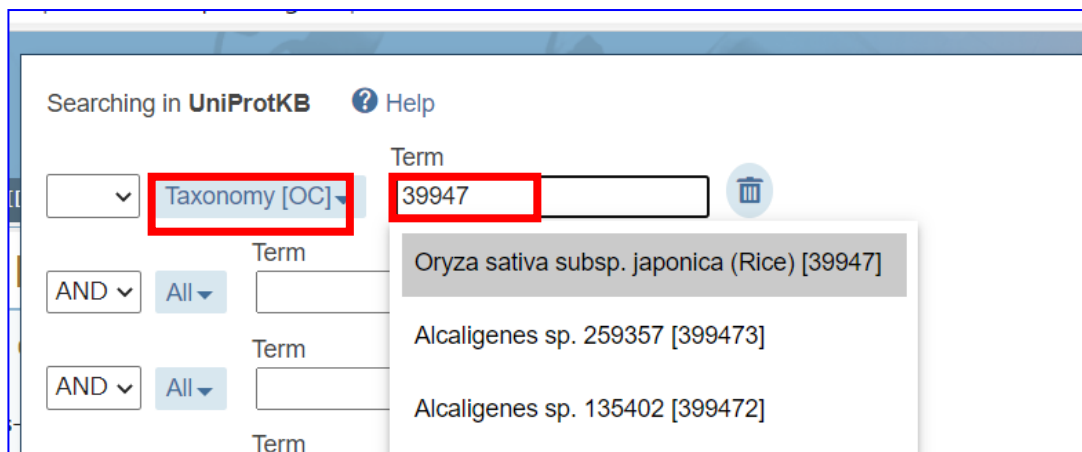 Searching in UniProtKB ? Help
Term
Taxonomy [OC] 39947
Oryza sativa subsp. japonica (Rice) [39947]
Term
AND All
Alcaligenes sp. 259357 [399473]
Term
AND All
Alcaligenes sp. 135402 [399472]
Term